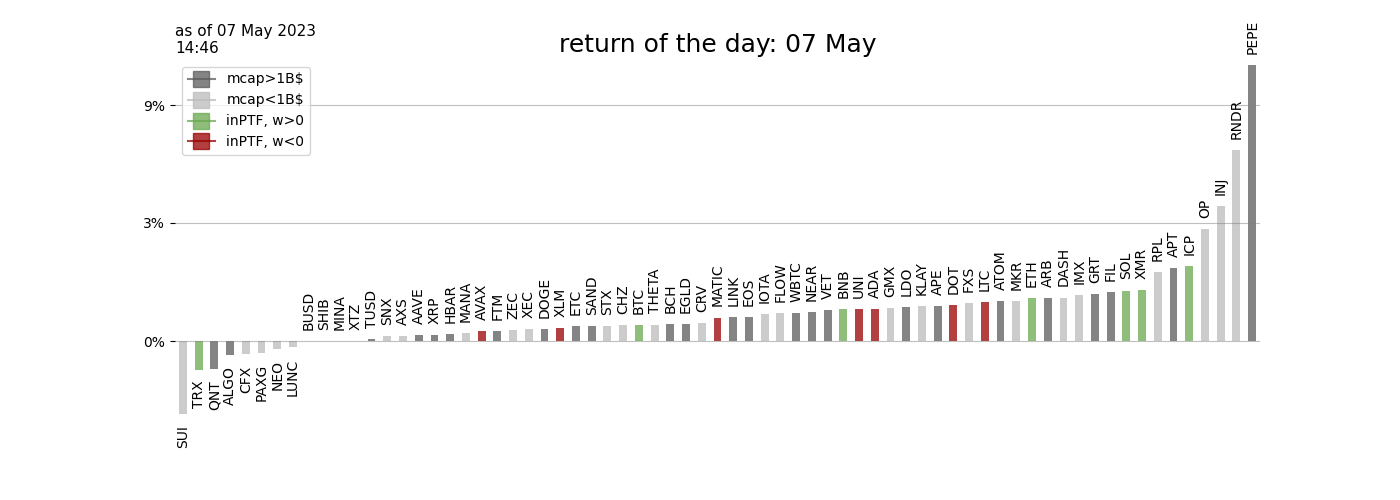 as of 07 May 2023
14:46
return of the day: 07 May
mcap>1B$
mcap<1B$
inPTF, w>0
inPTF, w<0
9%
3%
0%
SUI
TRX
QNT
ALGO
CFX
PAXG
NEO
LUNC
BUSD
SHIB
MINA
XTZ
TUSD
SNX
AXS
AAVE
XRP
HBAR
MANA
AVAX
FTM
ZEC
XEC
DOGE
XLM
ETC
SAND
STX
CHZ
BTC
THETA
BCH
EGLD
CRV
MATIC
LINK
EOS
IOTA
FLOW
WBTC
NEAR
VET
BNB
UNI
ADA
GMX
LDO
KLAY
APE
DOT
FXS
LTC
ATOM
MKR
ETH
ARB
DASH
IMX
GRT
FIL
SOL
XMR
RPL
APT
ICP
OP
INJ
RNDR
PEPE